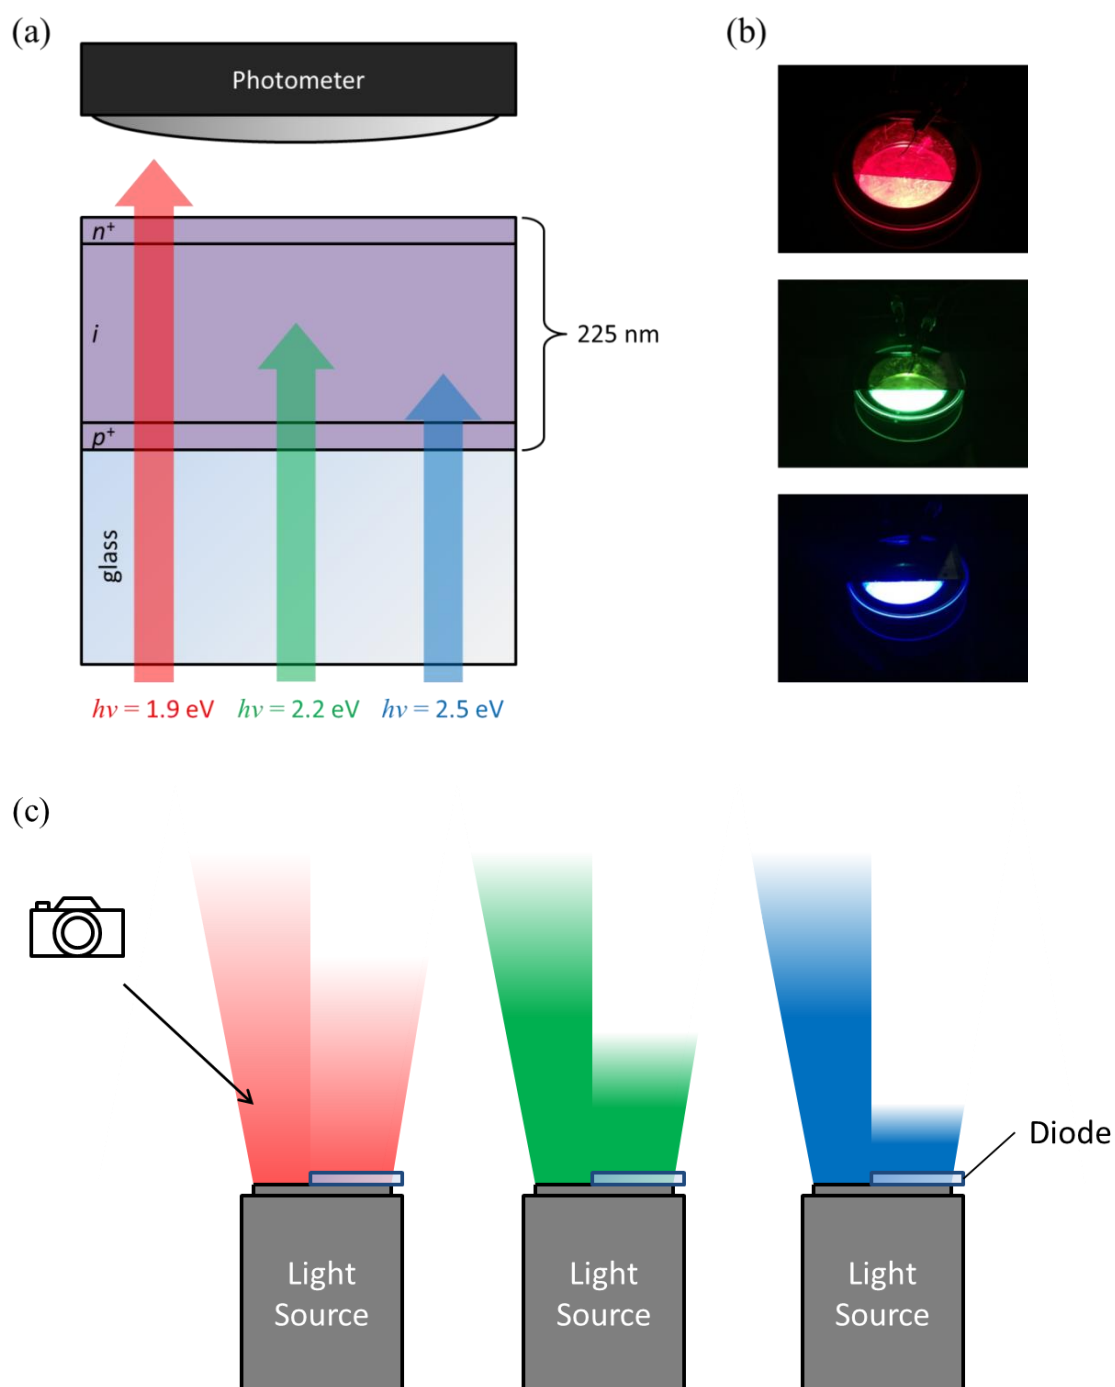 (a)
(b)
Photometer
n⁺
i
225 nm
p⁺
glass
hν = 1.9 eV hν = 2.2 eV hν = 2.5 eV
(c)
Diode
Light Source
Light Source
Light Source